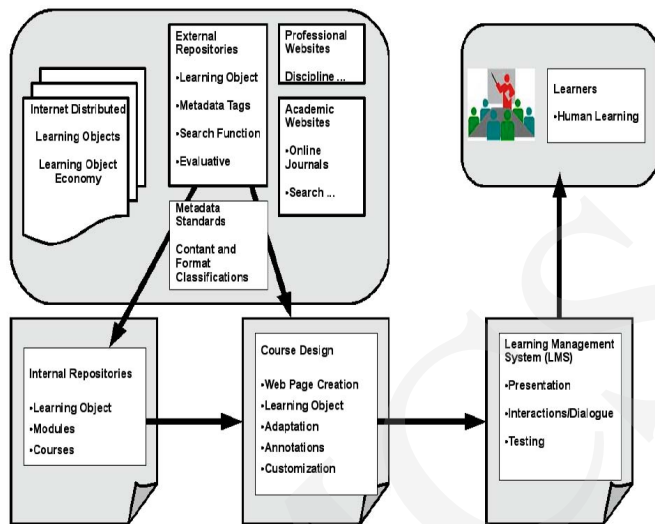 Internet Distributed
Learning Objects
Learning Object
Economy
External
Repositories
•Learning Object
•Metadata Tags
•Search Function
•Evaluative
Professional
Websites
Discipline ...
Academic
Websites
•Online
Journals
•Search ...
Metadata
Standards
Content and
Format
Classifications
Learners
•Human Learning
Internal Repositories
•Learning Object
•Modules
•Courses
Course Design
•Web Page Creation
•Learning Object
•Adaptation
•Annotations
•Customization
Learning Management
System (LMS)
•Presentation
•Interactions/Dialogue
•Testing